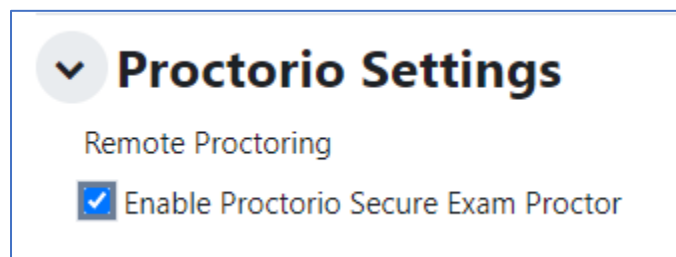 Proctorio Settings
Remote Proctoring
Enable Proctorio Secure Exam Proctor